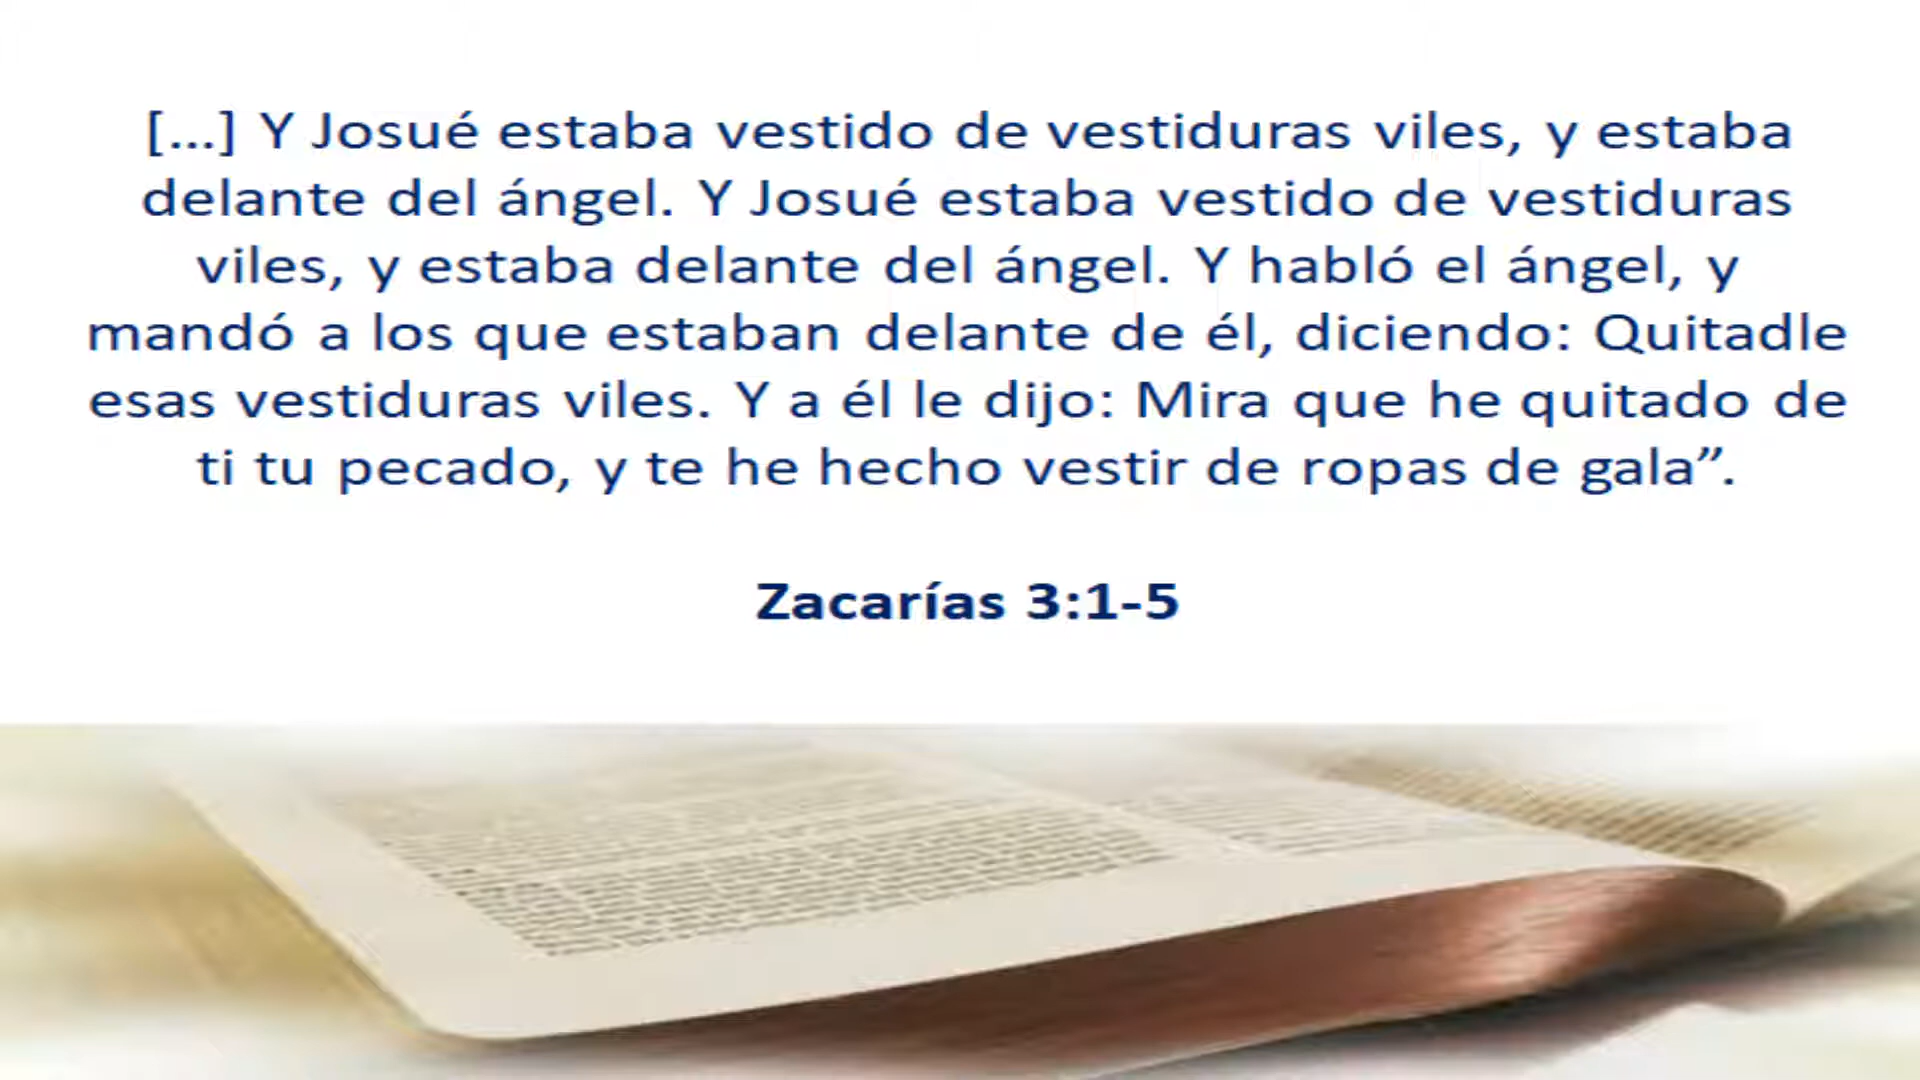 [...] Y Josué estaba vestido de vestiduras viles, y estaba
delante del ángel. Y Josué estaba vestido de vestiduras
viles, y estaba delante del ángel. Y habló el ángel, y
mandó a los que estaban delante de él, diciendo: Quitadle
esas vestiduras viles. Y a él le dijo: Mira que he quitado de
ti tu pecado, y te he hecho vestir de ropas de gala”.
Zacarías 3:1-5